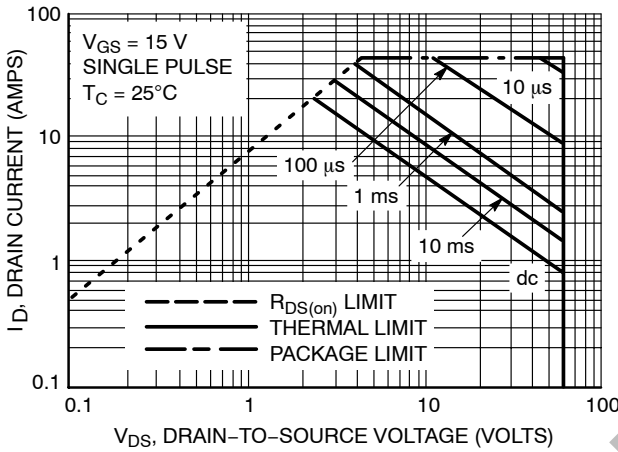 100
10
1
0.1
I_D, DRAIN CURRENT (AMPS)
V_GS = 15 V
SINGLE PULSE
T_C = 25°C
10 μs
100 μs
1 ms
10 ms
dc
R_DS(on) LIMIT
THERMAL LIMIT
PACKAGE LIMIT
0.1 1 10 100
V_DS, DRAIN−TO−SOURCE VOLTAGE (VOLTS)